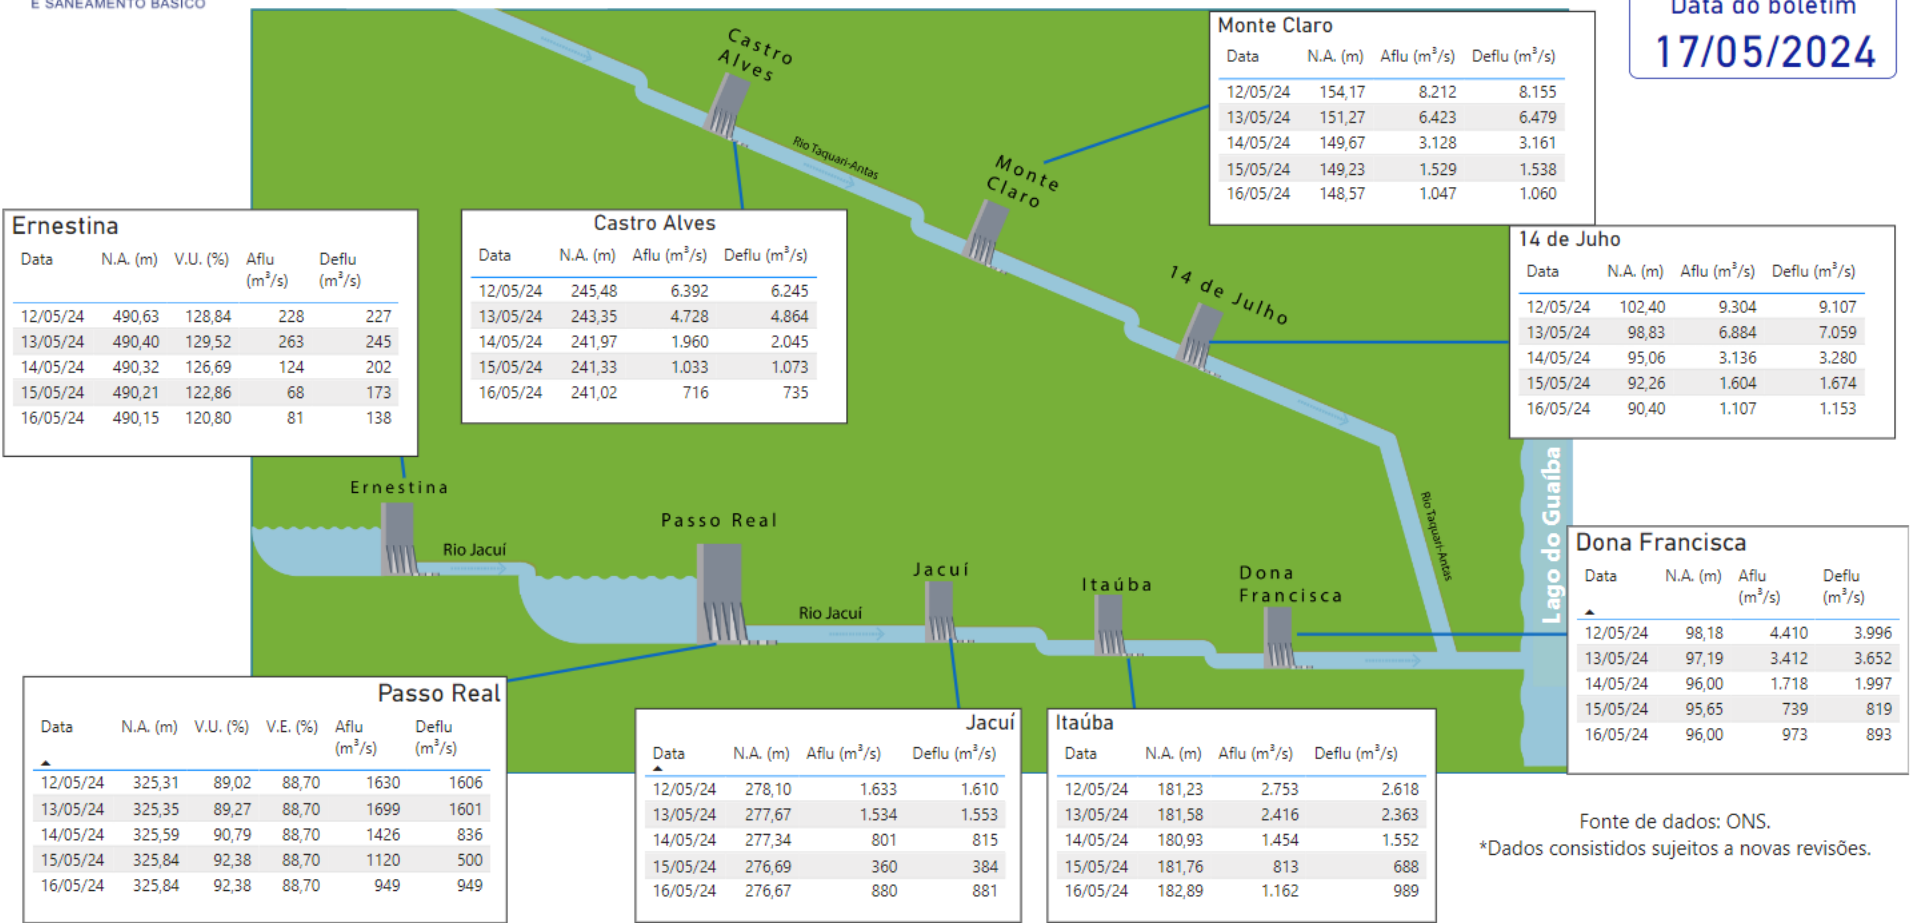 E SANEAMENTO BÁSICO
Data do boletim
17/05/2024
Monte Claro
Data N.A. (m) Aflu (m³/s) Deflu (m³/s)
12/05/24 154,17 8.212 8.155
13/05/24 151,27 6.423 6.479
14/05/24 149,67 3.128 3.161
15/05/24 149,23 1.529 1.538
16/05/24 148,57 1.047 1.060
Castro
Alves
Rio Taquari-Antas
Monte
Claro
14 de Julho
Ernestina
Data N.A. (m) V.U. (%) Aflu Deflu
(m³/s) (m³/s)
12/05/24 490,63 128,84 228 227
13/05/24 490,40 129,52 263 245
14/05/24 490,32 126,69 124 202
15/05/24 490,21 122,86 68 173
16/05/24 490,15 120,80 81 138
Castro Alves
Data N.A. (m) Aflu (m³/s) Deflu (m³/s)
12/05/24 245,48 6.392 6.245
13/05/24 243,35 4.728 4.864
14/05/24 241,97 1.960 2.045
15/05/24 241,33 1.033 1.073
16/05/24 241,02 716 735
14 de Juho
Data N.A. (m) Aflu (m³/s) Deflu (m³/s)
12/05/24 102,40 9.304 9.107
13/05/24 98,83 6.884 7.059
14/05/24 95,06 3.136 3.280
15/05/24 92,26 1.604 1.674
16/05/24 90,40 1.107 1.153
Ernestina
Rio Jacuí
Passo Real
Rio Jacuí
Jacuí
Itaúba
Dona
Francisca
Rio Taquari-Antas
Lago do Guaíba
Dona Francisca
Data N.A. (m) Aflu Deflu
(m³/s) (m³/s)
12/05/24 98,18 4.410 3.996
13/05/24 97,19 3.412 3.652
14/05/24 96,00 1.718 1.997
15/05/24 95,65 739 819
16/05/24 96,00 973 893
Passo Real
Data N.A. (m) V.U. (%) V.E. (%) Aflu Deflu
(m³/s) (m³/s)
12/05/24 325,31 89,02 88,70 1630 1606
13/05/24 325,35 89,27 88,70 1699 1601
14/05/24 325,59 90,79 88,70 1426 836
15/05/24 325,84 92,38 88,70 1120 500
16/05/24 325,84 92,38 88,70 949 949
Jacuí
Data N.A. (m) Aflu (m³/s) Deflu (m³/s)
12/05/24 278,10 1.633 1.610
13/05/24 277,67 1.534 1.553
14/05/24 277,34 801 815
15/05/24 276,69 360 384
16/05/24 276,67 880 881
Itaúba
Data N.A. (m) Aflu (m³/s) Deflu (m³/s)
12/05/24 181,23 2.753 2.618
13/05/24 181,58 2.416 2.363
14/05/24 180,93 1.454 1.552
15/05/24 181,76 813 688
16/05/24 182,89 1.162 989
Fonte de dados: ONS.
*Dados consistidos sujeitos a novas revisões.